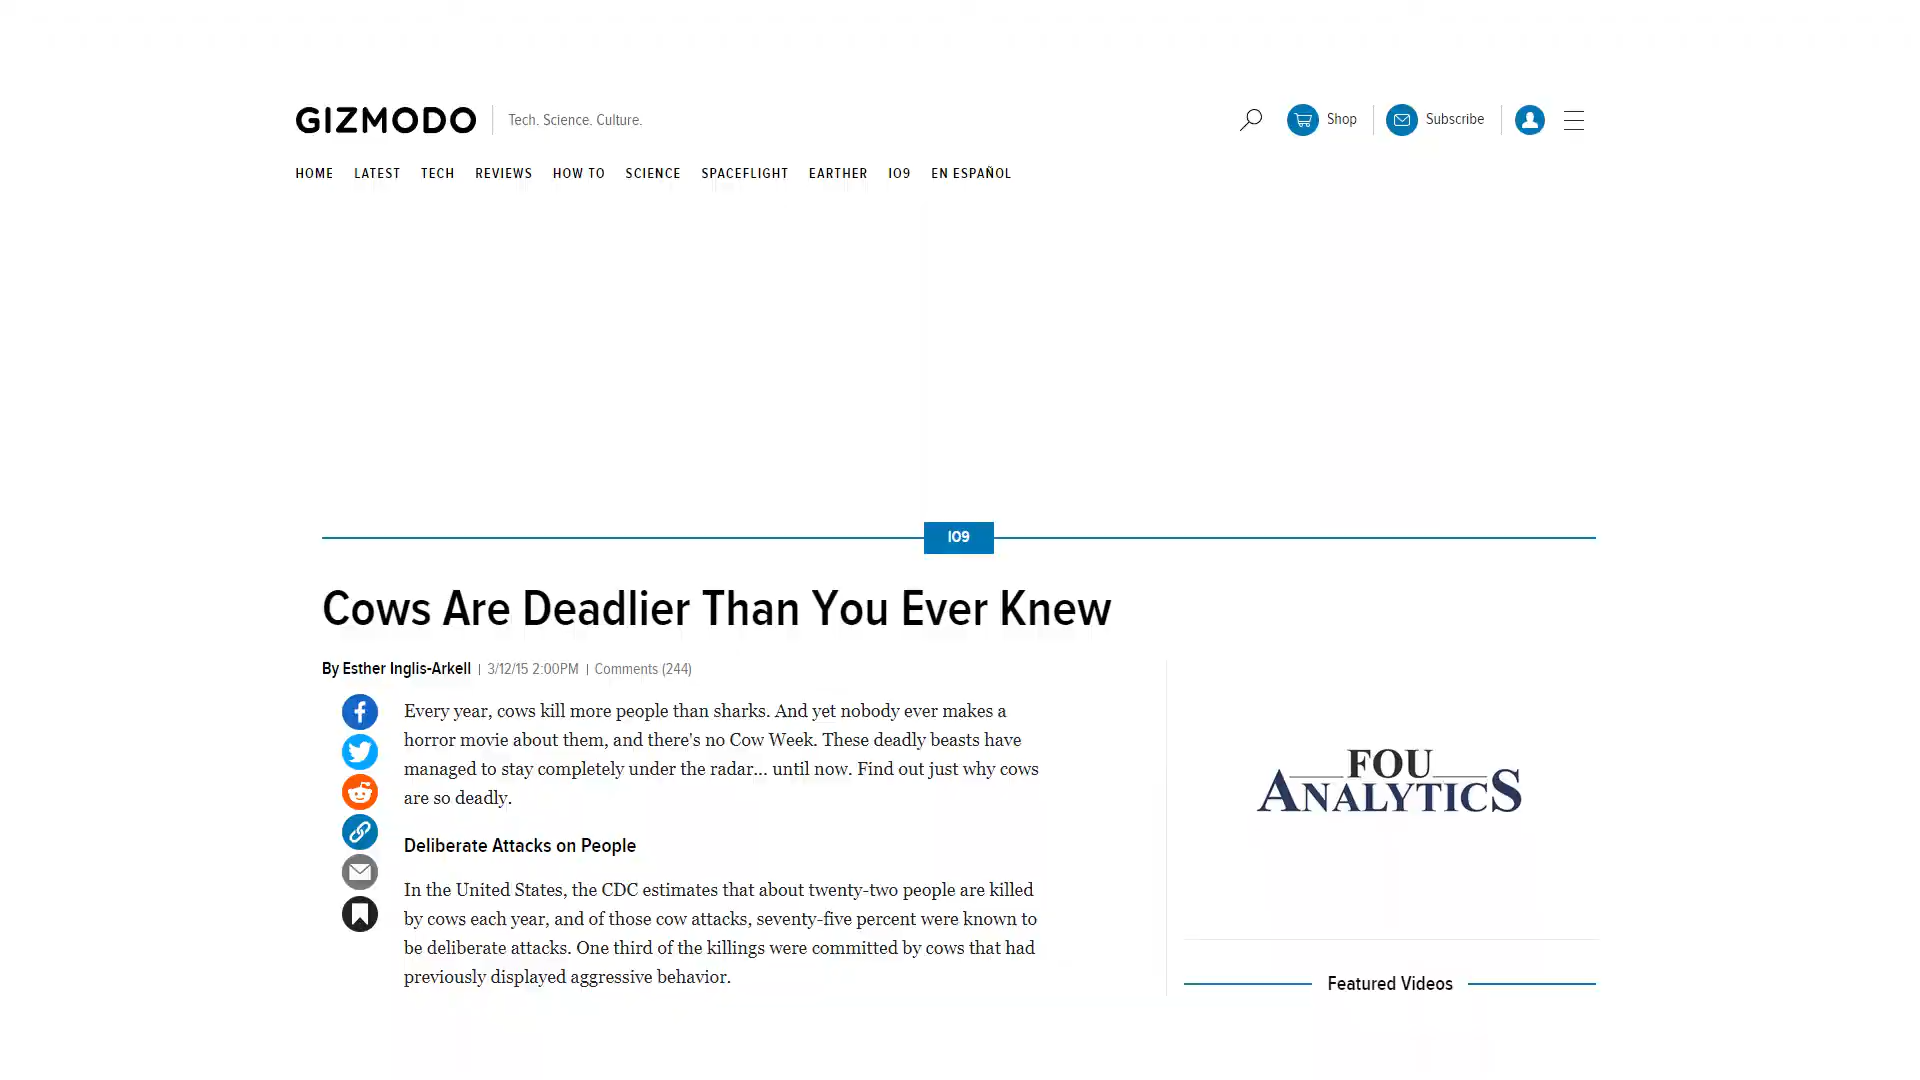 GIZMODO
Tech. Science. Culture.
Shop
Subscribe
HOME LATEST TECH REVIEWS HOW TO SCIENCE SPACEFLIGHT EARTHER IO9 EN ESPAÑOL
IO9
Cows Are Deadlier Than You Ever Knew
By Esther Inglis-Arkell | 3/12/15 2:00PM | Comments (244)
Every year, cows kill more people than sharks. And yet nobody ever makes a
horror movie about them, and there's no Cow Week. These deadly beasts have
managed to stay completely under the radar... until now. Find out just why cows
are so deadly.
Deliberate Attacks on People
In the United States, the CDC estimates that about twenty-two people are killed
by cows each year, and of those cow attacks, seventy-five percent were known to
be deliberate attacks. One third of the killings were committed by cows that had
previously displayed aggressive behavior.
FOU
ANALYTICS
Featured Videos